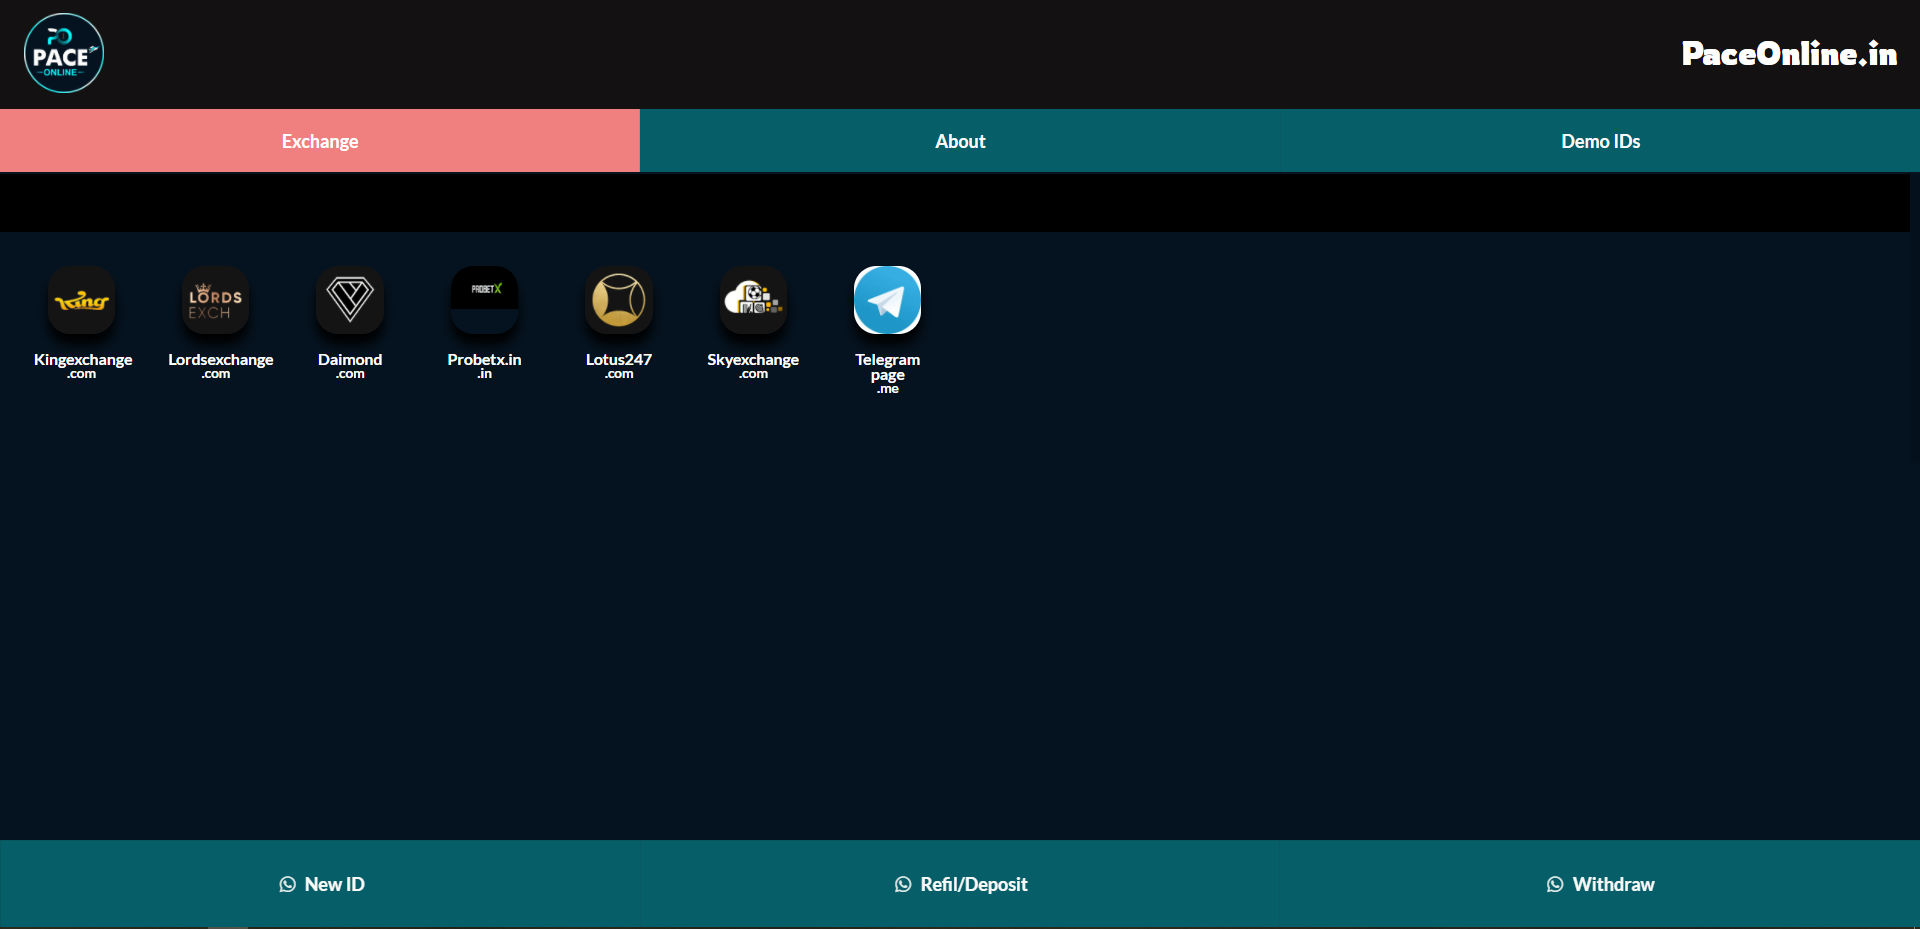 PO
PACE
ONLINE
PaceOnline.in
Exchange
About
Demo IDs
King
LORDS
EXCH
PROBETX
Kingexchange
.com
Lordsexchange
.com
Daimond
.com
Probetx.in
.in
Lotus247
.com
Skyexchange
.com
Telegram
page
.me
New ID
Refil/Deposit
Withdraw